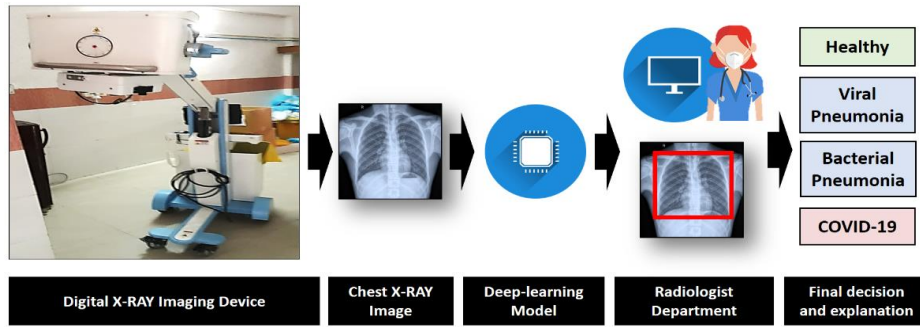 Healthy
Viral
Pneumonia
Bacterial
Pneumonia
COVID-19
Digital X-RAY Imaging Device
Chest X-RAY
Image
Deep-learning
Model
Radiologist
Department
Final decision
and explanation